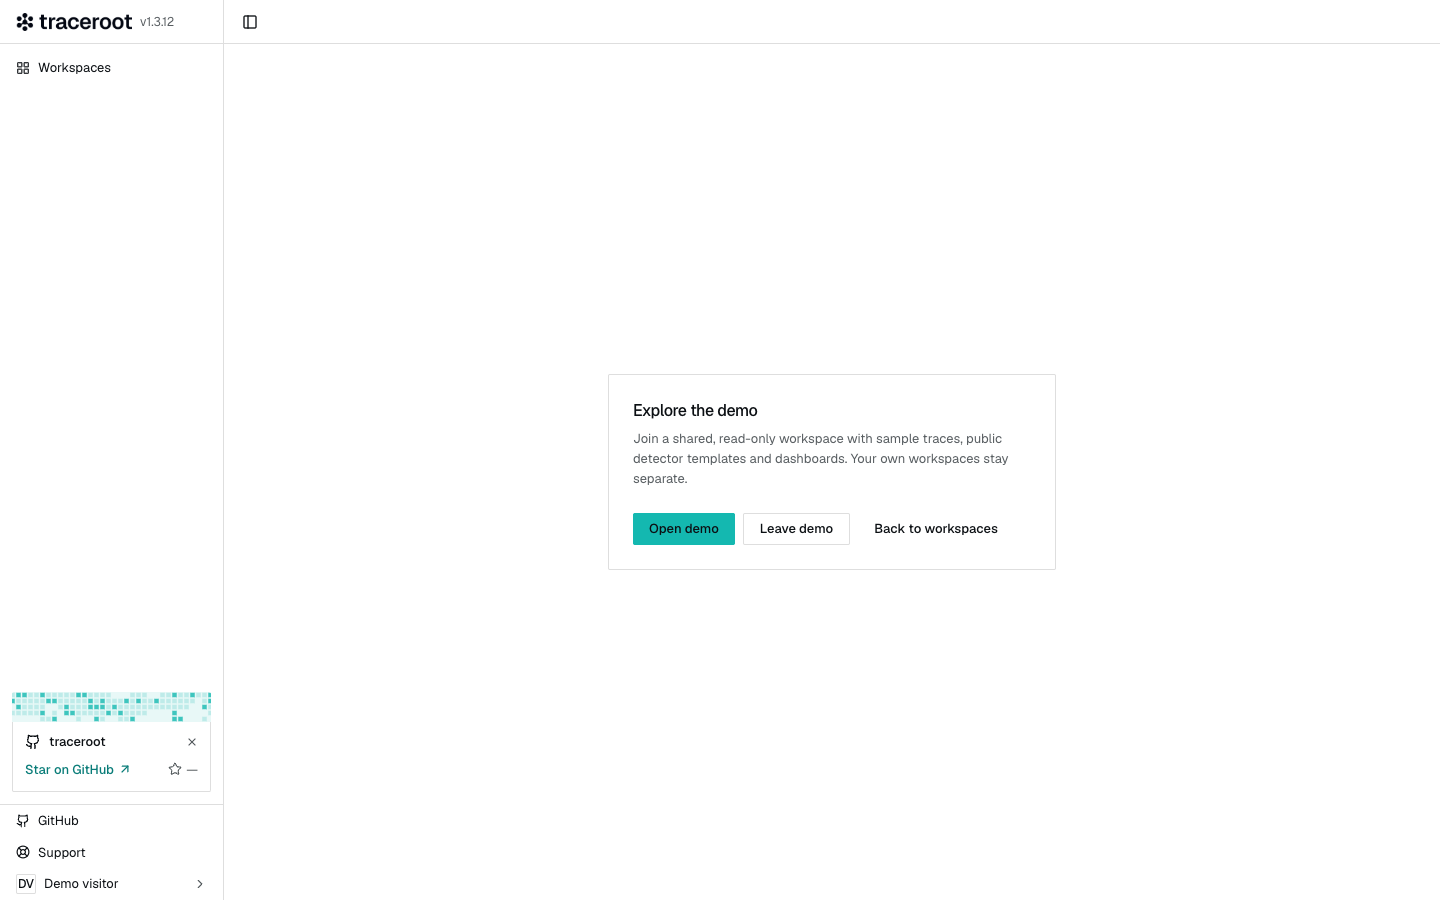 traceroot v1.3.12
Workspaces
Explore the demo
Join a shared, read-only workspace with sample traces, public
detector templates and dashboards. Your own workspaces stay
separate.
Open demo
Leave demo
Back to workspaces
traceroot
Star on GitHub
GitHub
Support
DV Demo visitor